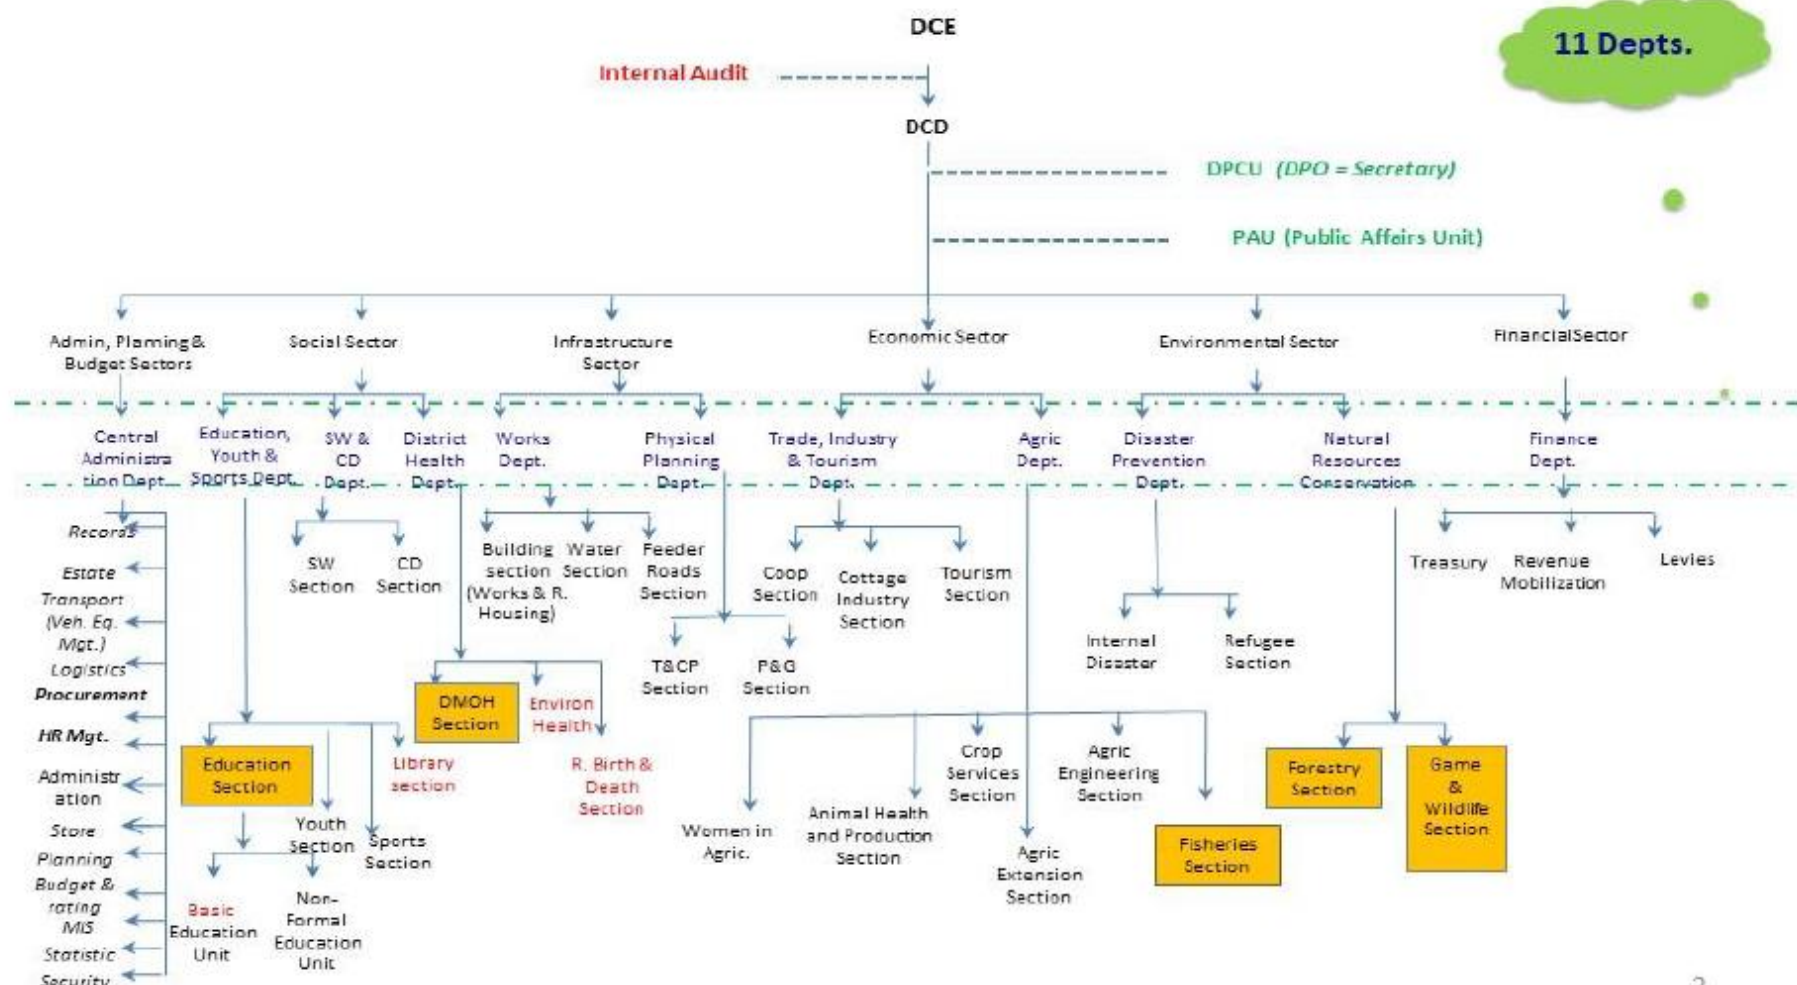 DCE
11 Depts.
Internal Audit
DCD
DPCU (DPO = Secretary)
PAU (Public Affairs Unit)
Admin, Planning &
Budget Sectors
Social Sector
Infrastructure
Sector
Economic Sector
Environmental Sector
FinancialSector
Central
Administra
tion Dept.
Education,
Youth &
Sports Dept.
SW &
CD
Dept.
District
Health
Dept.
Works
Dept.
Physical
Planning
Dept.
Trade, Industry
& Tourism
Dept.
Agric
Dept.
Disaster
Prevention
Dept.
Natural
Resources
Conservation
Finance
Dept.
Records
Estate
Transport
(Veh. Eq.
Mgt.)
Logistics
Procurement
HR Mgt.
Administr
ation
Store
Planning
Budget &
rating
MIS
Statistic
Security
SW
Section
CD
Section
Building
section
(Works & R.
Housing)
Water
Section
Feeder
Roads
Section
Coop
Section
Cottage
Industry
Section
Tourism
Section
Treasury
Revenue
Mobilization
Levies
Internal
Disaster
Refugee
Section
T&CP
Section
P&G
Section
DMOH
Section
Environ
Health
R. Birth &
Death
Section
Education
Section
Library
section
Youth
Section
Sports
Section
Basic
Education
Unit
Non-
Formal
Education
Unit
Women in
Agric.
Animal Health
and Production
Section
Crop
Services
Section
Agric
Extension
Section
Agric
Engineering
Section
Fisheries
Section
Forestry
Section
Game
&
Wildlife
Section